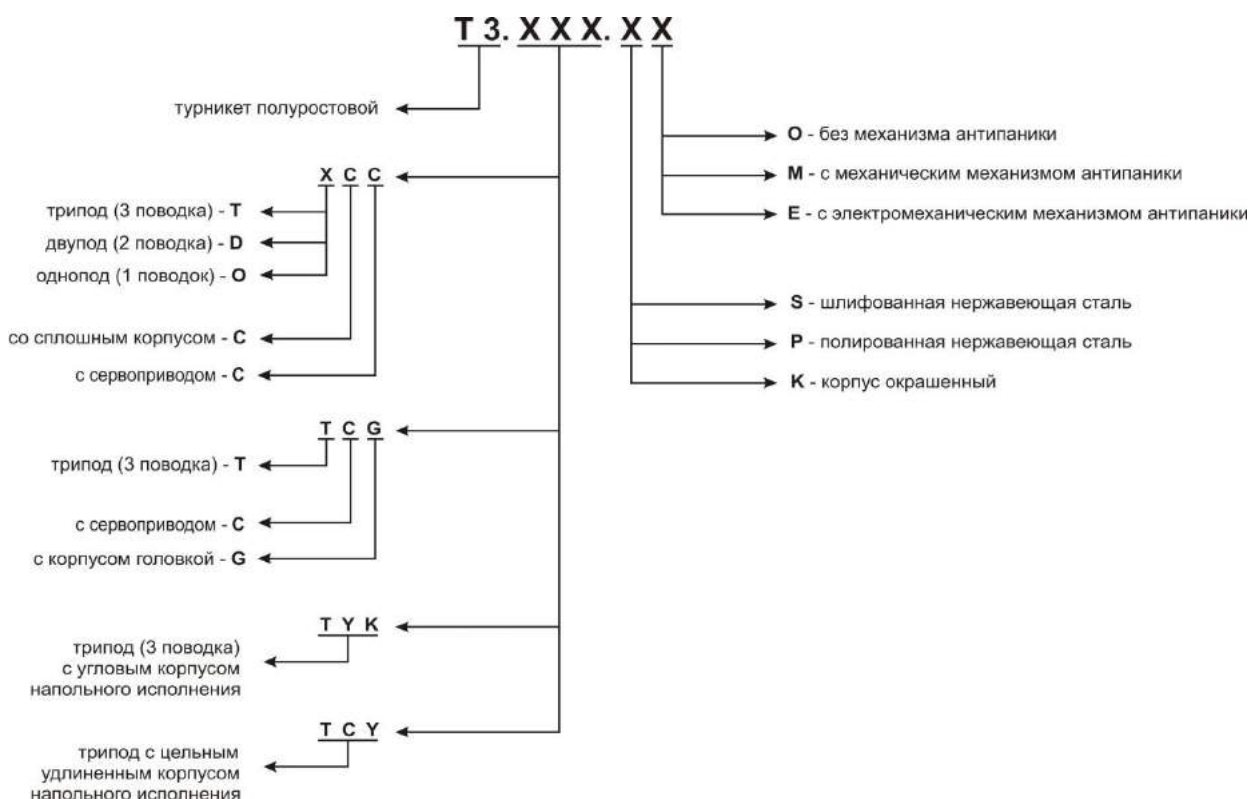 Т 3. X X X. X X
турникет полуростовой
X C C
трипод (3 поводка) - T
двупод (2 поводка) - D
однопод (1 поводок) - O
со сплошным корпусом - C
с сервоприводом - C
T C G
трипод (3 поводка) - T
с сервоприводом - C
с корпусом головкой - G
T Y K
трипод (3 поводка)
с угловым корпусом
напольного исполнения
T C Y
трипод с цельным
удлиненным корпусом
напольного исполнения
O - без механизма антипаники
M - с механическим механизмом антипаники
E - с электромеханическим механизмом антипаники
S - шлифованная нержавеющая сталь
P - полированная нержавеющая сталь
K - корпус окрашенный